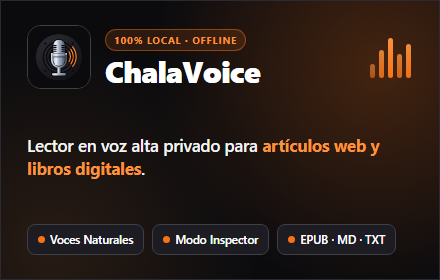 100% LOCAL · OFFLINE
ChalaVoice
Lector en voz alta privado para artículos web y
libros digitales.
Voces Naturales
Modo Inspector
EPUB · MD · TXT